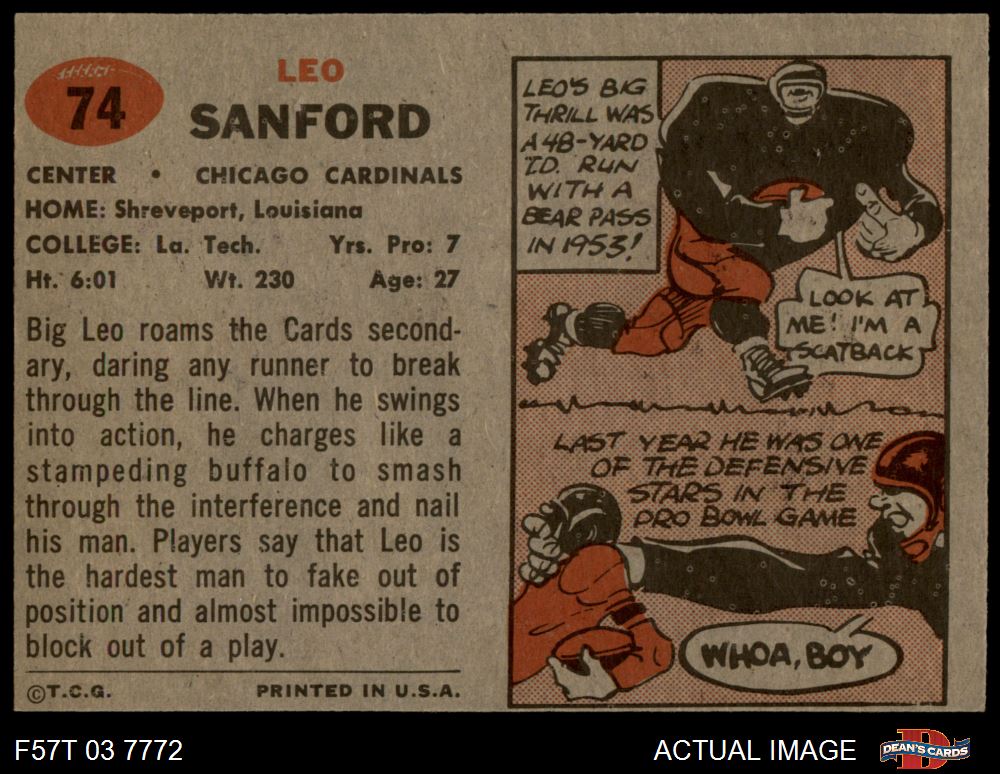 74
LEO
SANFORD
CENTER • CHICAGO CARDINALS
HOME: Shreveport, Louisiana
COLLEGE: La. Tech. Yrs. Pro: 7
Ht. 6:01 Wt. 230 Age: 27
Big Leo roams the Cards second-
ary, daring any runner to break
through the line. When he swings
into action, he charges like a
stampeding buffalo to smash
through the interference and nail
his man. Players say that Leo is
the hardest man to fake out of
position and almost impossible to
block out of a play.
©T.C.G. PRINTED IN U.S.A.
LEO'S BIG
THRILL WAS
A 48-YARD
T.D. RUN
WITH A
BEAR PASS
IN 1953!
LOOK AT
ME! I'M A
SCATBACK
LAST YEAR HE WAS ONE
OF THE DEFENSIVE
STARS IN THE
PRO BOWL GAME
WHOA, BOY
F57T 03 7772
ACTUAL IMAGE
DEAN'S CARDS